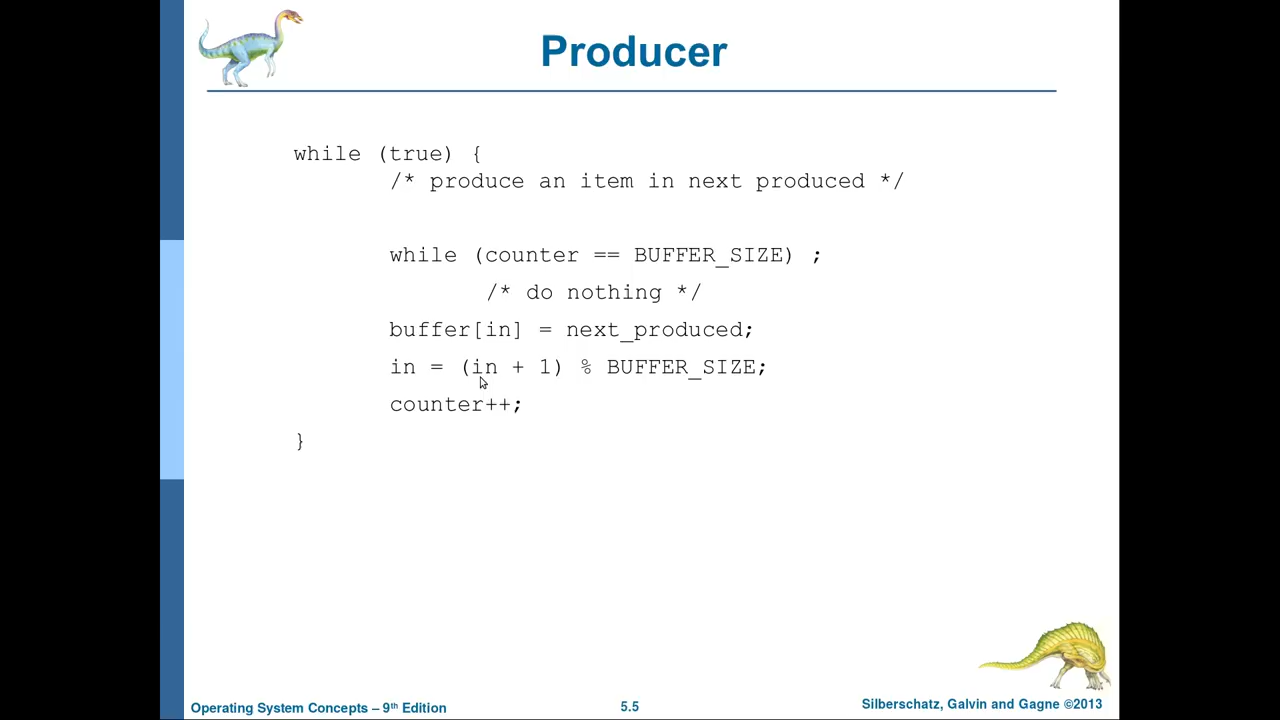 Producer
while (true) {
/* produce an item in next produced */
while (counter == BUFFER_SIZE) ;
/* do nothing */
buffer[in] = next_produced;
in = (in + 1) % BUFFER_SIZE;
counter++;
}
Operating System Concepts – 9th Edition
5.5
Silberschatz, Galvin and Gagne ©2013